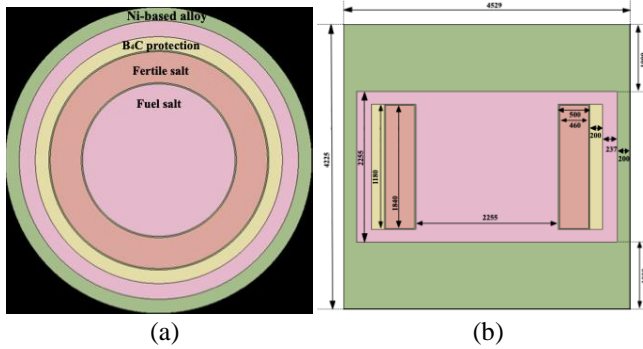 Ni-based alloy
B₄C protection
Fertile salt
Fuel salt
4529
500
460
200
237
200
4225
2255
1180
1840
2255
(a)
(b)